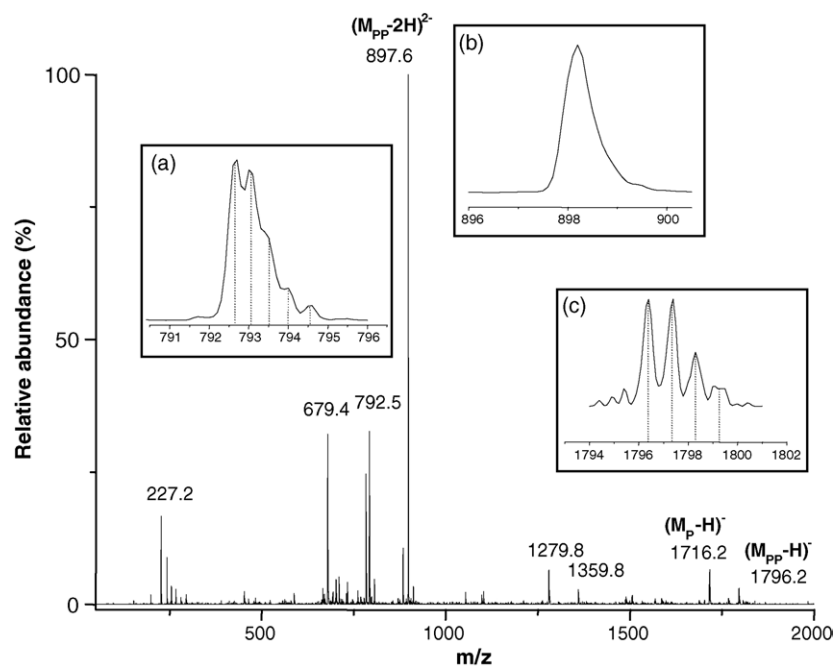 (M_PP-2H)²⁻
897.6
100
(b)
(a)
896 898 900
791 792 793 794 795 796
(c)
Relative abundance (%)
50
1794 1796 1798 1800 1802
679.4 792.5
227.2
(M_P-H)⁻
1716.2
(M_PP-H)⁻
1796.2
1279.8
1359.8
0
500 1000 1500 2000
m/z